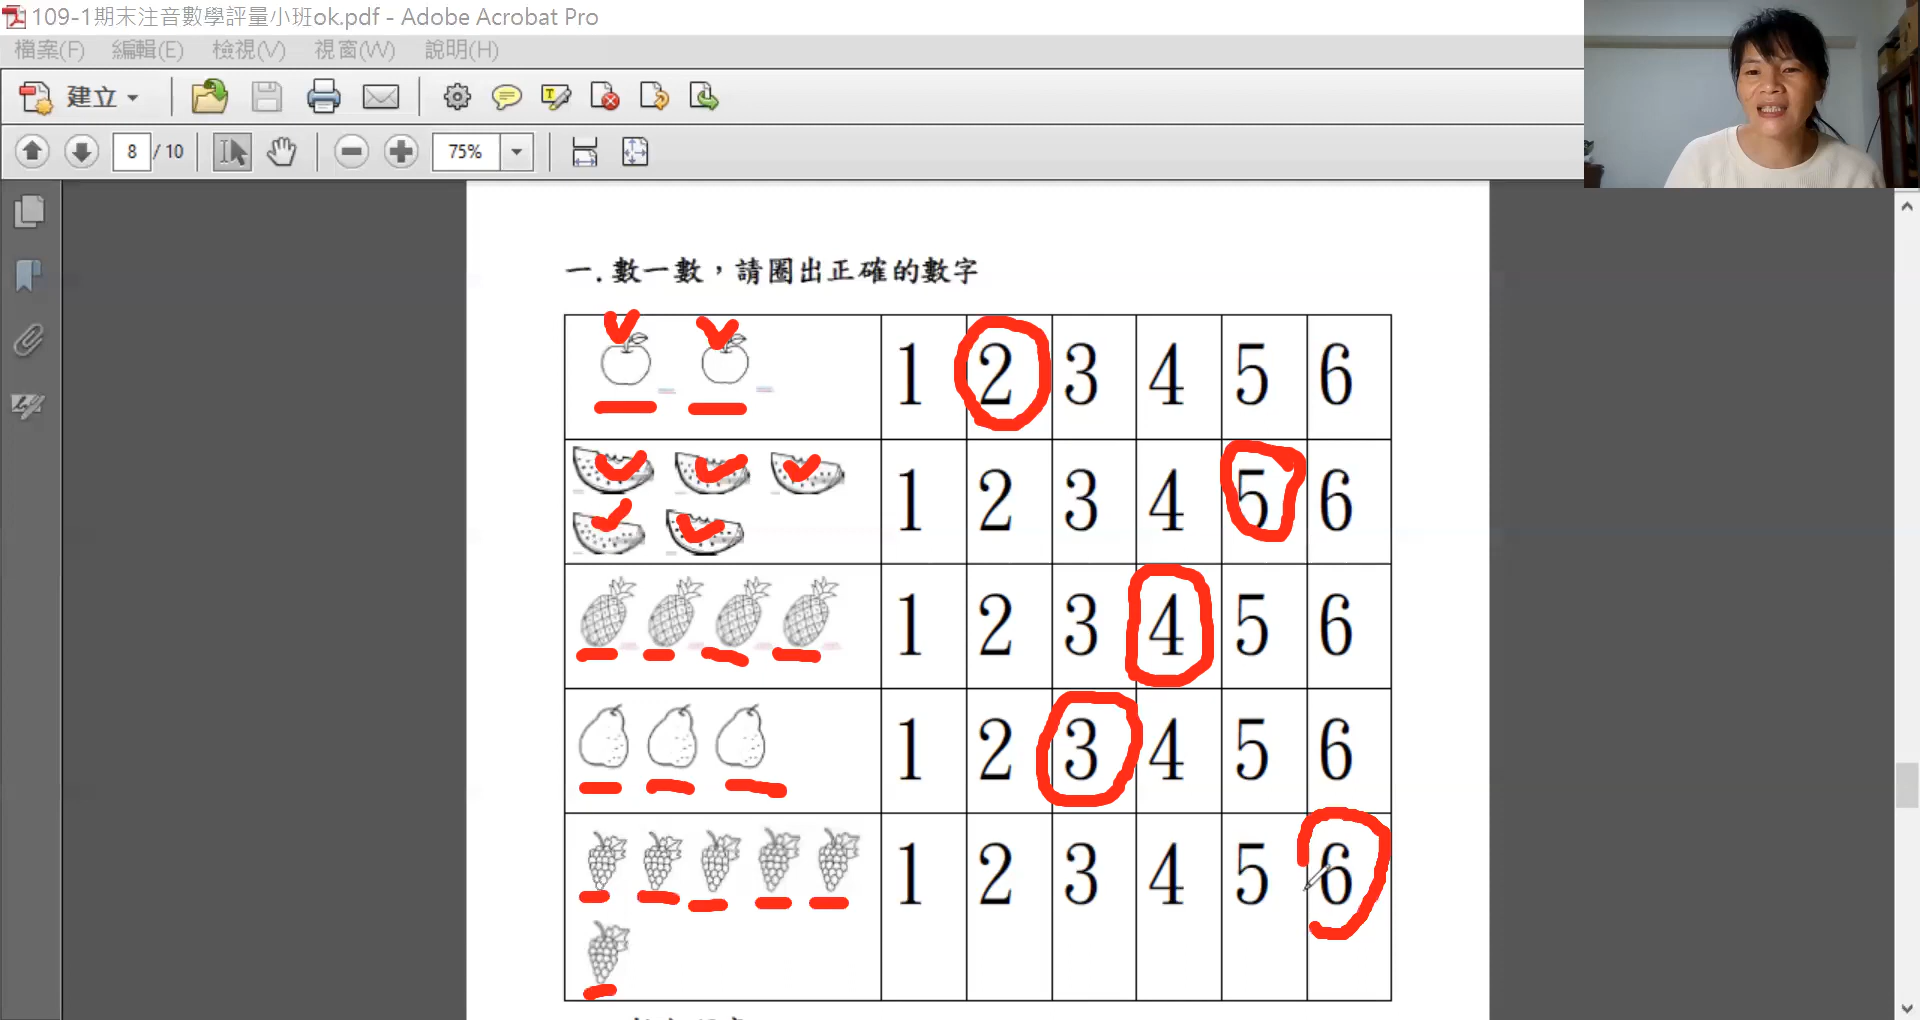 109-1期末注音數學評量小班ok.pdf - Adobe Acrobat Pro
檔案(F) 編輯(E) 檢視(V) 視窗(W) 說明(H)
建立
8 / 10 75%
一.數一數，請圈出正確的數字
1 2 3 4 5 6
1 2 3 4 5 6
1 2 3 4 5 6
1 2 3 4 5 6
1 2 3 4 5 6